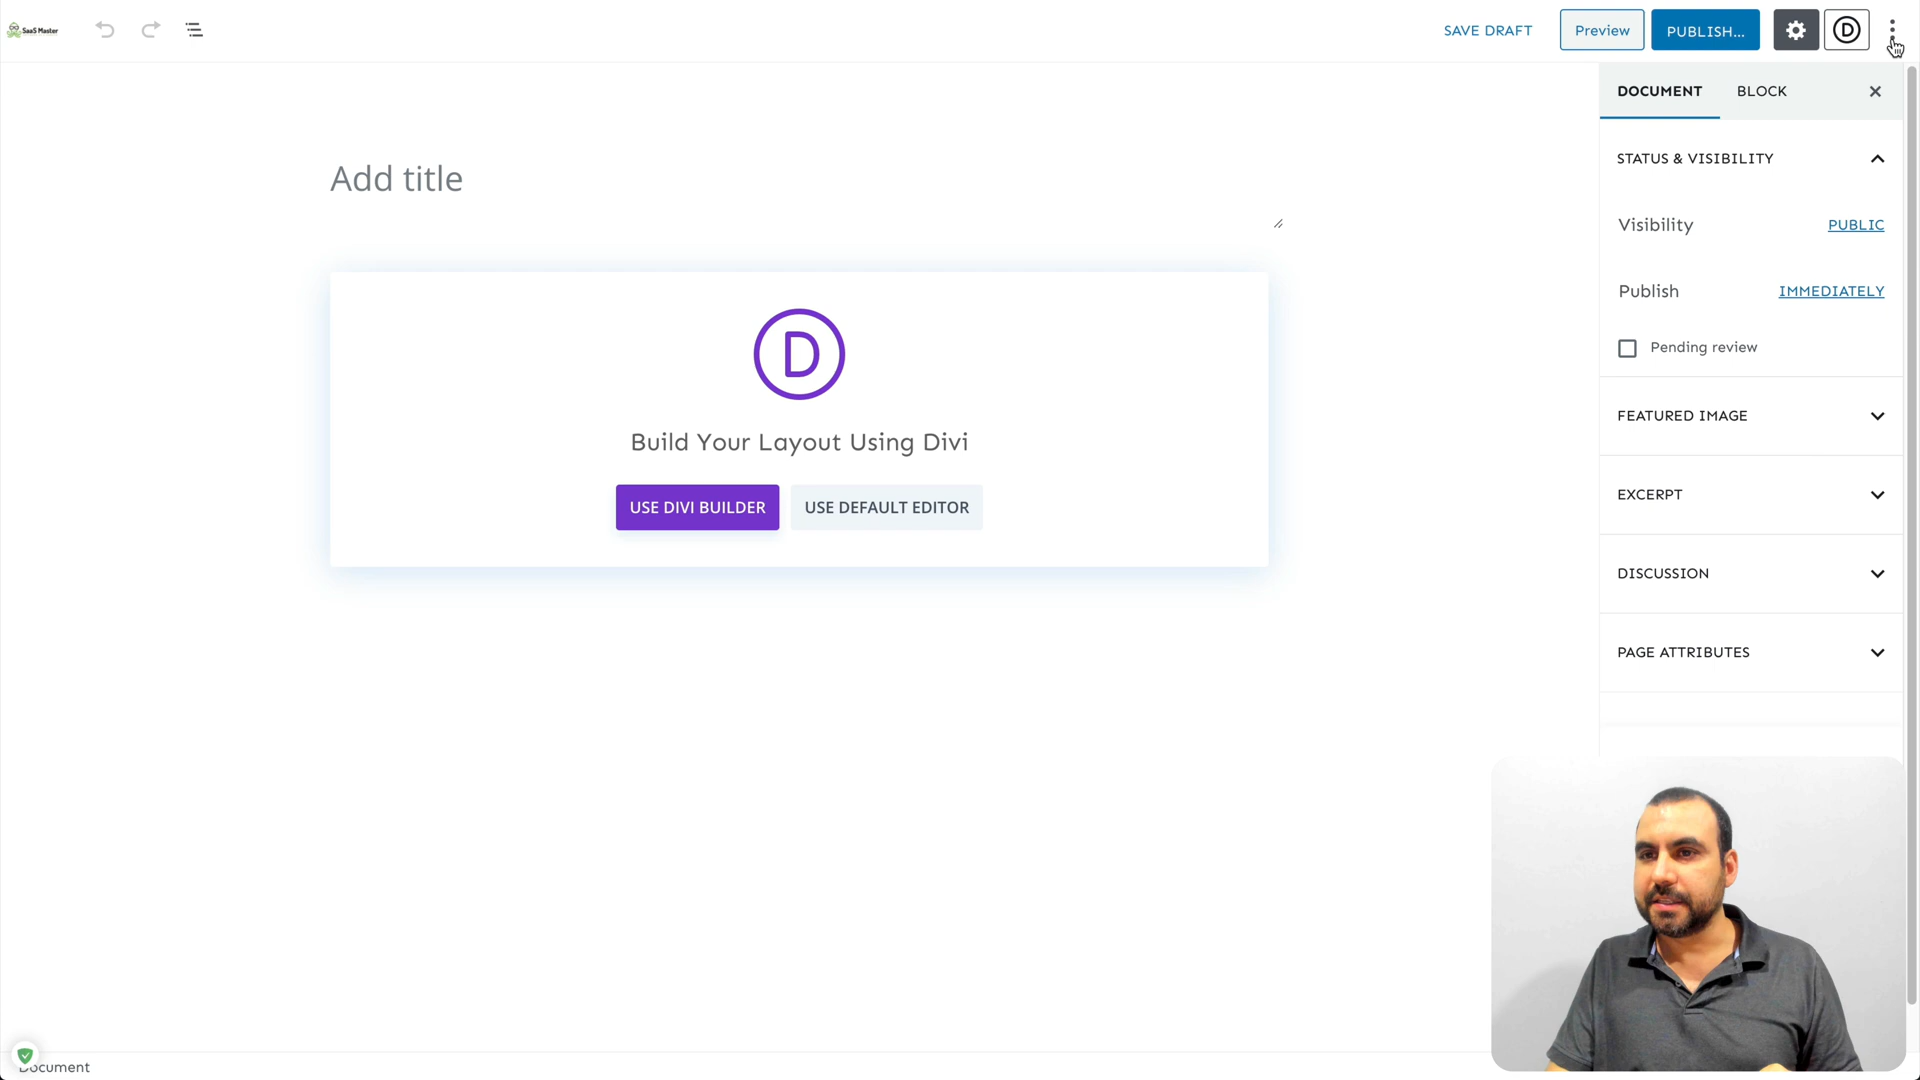 SaaS Master
SAVE DRAFT
Preview
PUBLISH...
D
DOCUMENT
BLOCK
STATUS & VISIBILITY
Visibility
PUBLIC
Publish
IMMEDIATELY
Pending review
FEATURED IMAGE
EXCERPT
DISCUSSION
PAGE ATTRIBUTES
Add title
D
Build Your Layout Using Divi
USE DIVI BUILDER
USE DEFAULT EDITOR
Document